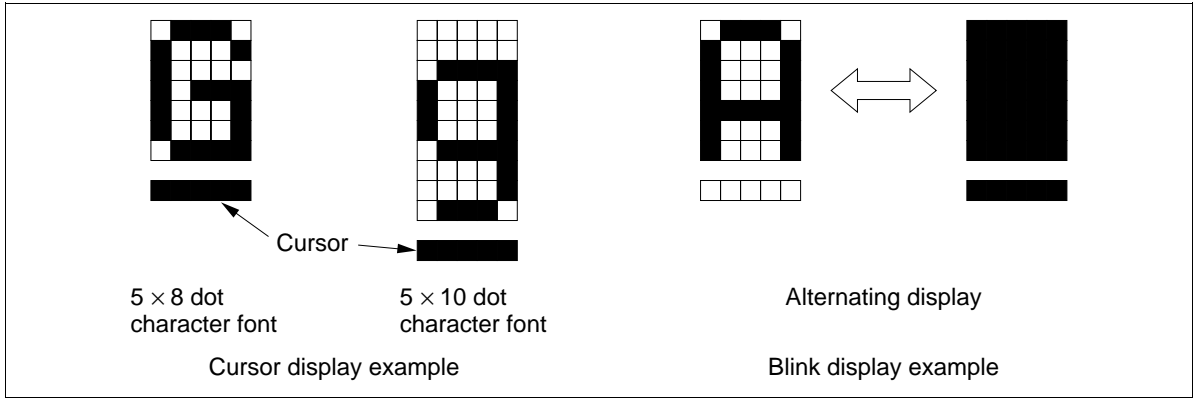 Cursor
5 × 8 dot
character font
5 × 10 dot
character font
Alternating display
Cursor display example
Blink display example